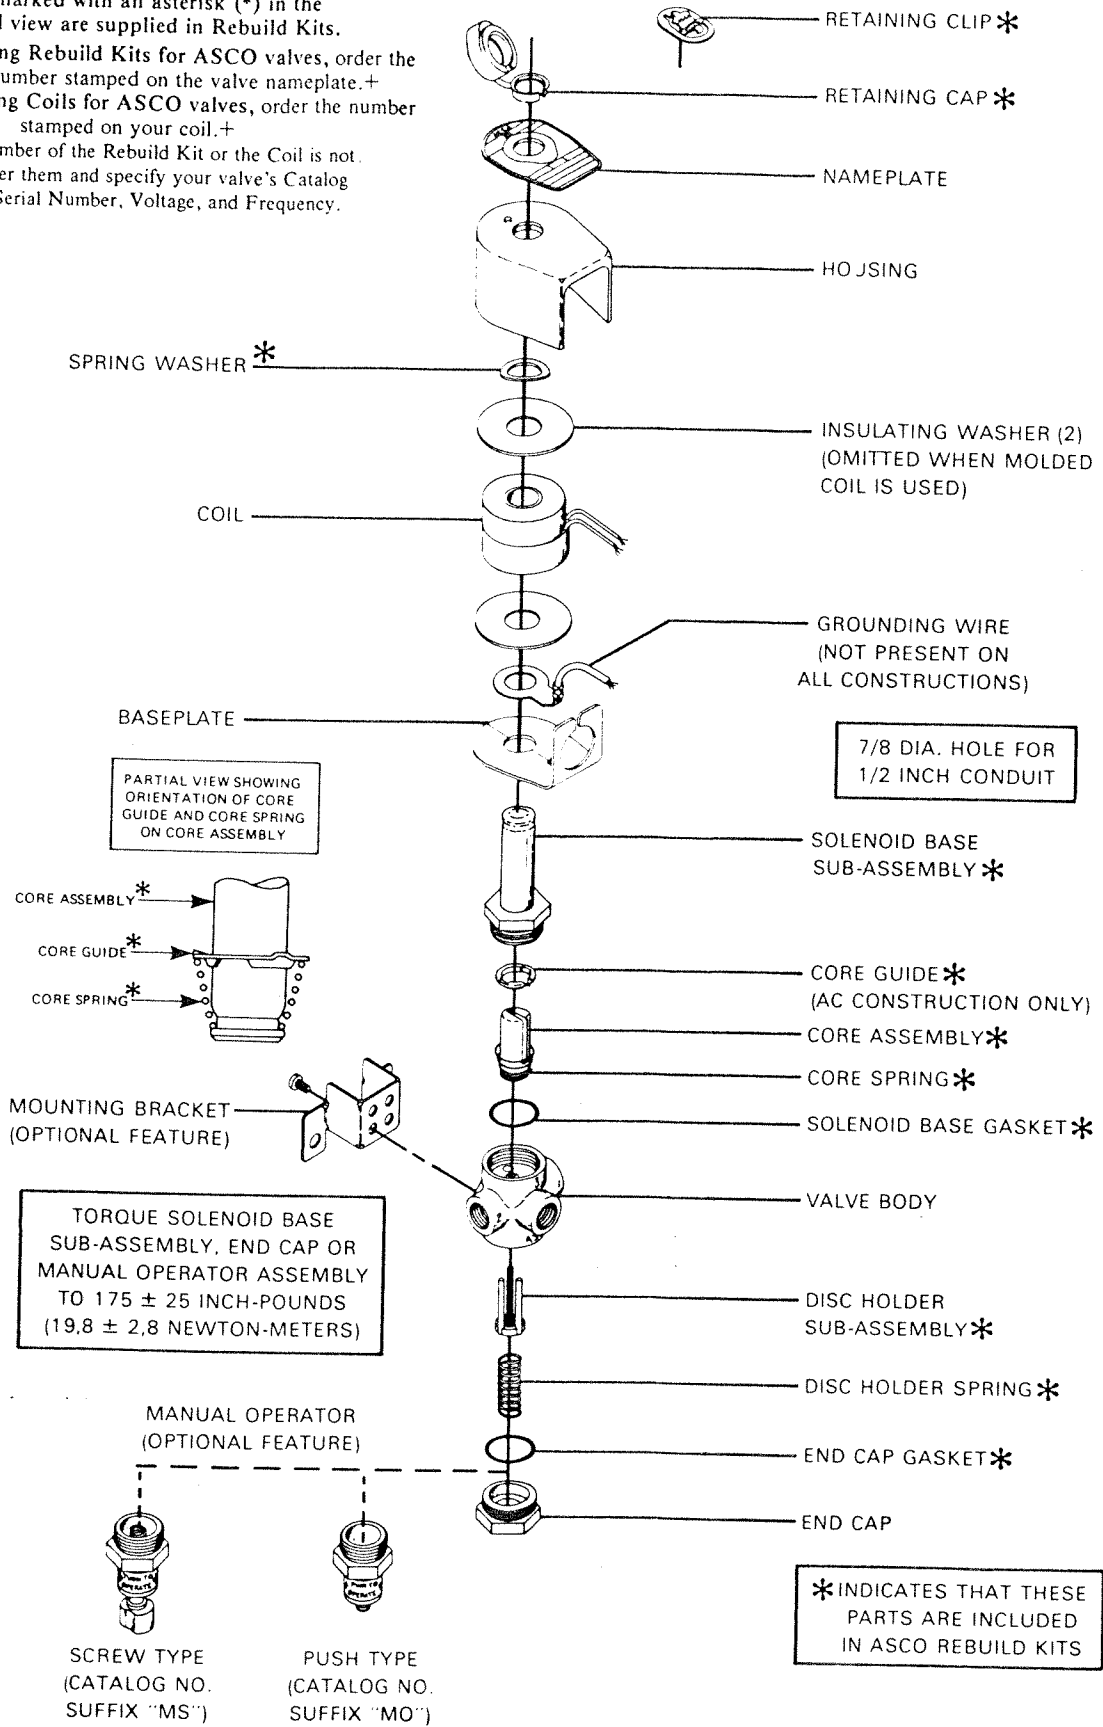 marked with an asterisk (*) in the
view are supplied in Rebuild Kits.
Rebuild Kits for ASCO valves, order the
number stamped on the valve nameplate.+
Coils for ASCO valves, order the number
stamped on your coil.+
of the Rebuild Kit or the Coil is not
them and specify your valve's Catalog
Serial Number, Voltage, and Frequency.
RETAINING CLIP*
RETAINING CAP*
NAMEPLATE
HOJSING
SPRING WASHER*
INSULATING WASHER (2)
(OMITTED WHEN MOLDED
COIL IS USED)
COIL
GROUNDING WIRE
(NOT PRESENT ON
ALL CONSTRUCTIONS)
BASEPLATE
7/8 DIA. HOLE FOR
1/2 INCH CONDUIT
PARTIAL VIEW SHOWING
ORIENTATION OF CORE
GUIDE AND CORE SPRING
ON CORE ASSEMBLY
SOLENOID BASE
SUB-ASSEMBLY*
CORE ASSEMBLY*
CORE GUIDE*
CORE SPRING*
CORE GUIDE*
(AC CONSTRUCTION ONLY)
CORE ASSEMBLY*
CORE SPRING*
MOUNTING BRACKET
(OPTIONAL FEATURE)
SOLENOID BASE GASKET*
VALVE BODY
TORQUE SOLENOID BASE
SUB-ASSEMBLY, END CAP OR
MANUAL OPERATOR ASSEMBLY
TO 175 ± 25 INCH-POUNDS
(19,8 ± 2,8 NEWTON-METERS)
DISC HOLDER
SUB-ASSEMBLY*
DISC HOLDER SPRING*
MANUAL OPERATOR
(OPTIONAL FEATURE)
END CAP GASKET*
END CAP
PUSH TO
OPERATE
PUSH TO
OPERATE
*INDICATES THAT THESE
PARTS ARE INCLUDED
IN ASCO REBUILD KITS
SCREW TYPE
(CATALOG NO.
SUFFIX "MS")
PUSH TYPE
(CATALOG NO.
SUFFIX "MO")